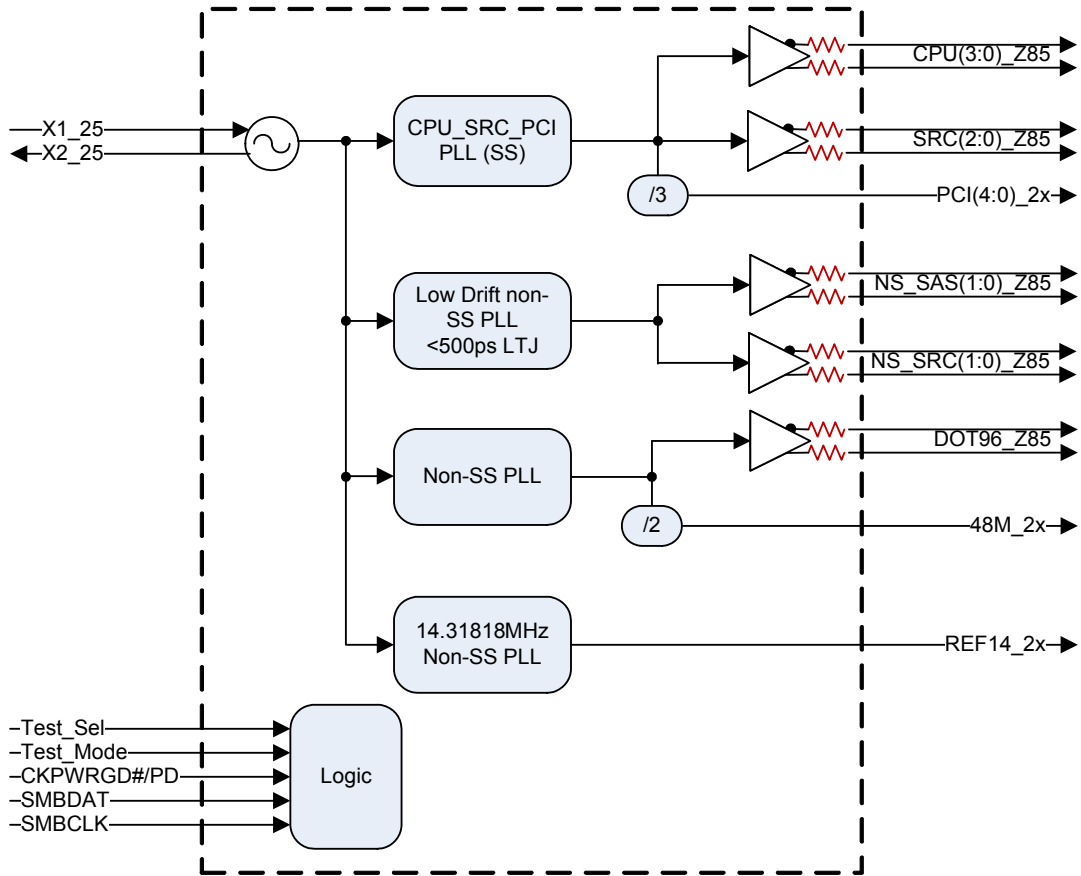 CPU(3:0)_Z85
X1_25
X2_25
CPU_SRC_PCI
PLL (SS)
SRC(2:0)_Z85
/3
PCI(4:0)_2x
Low Drift non-
SS PLL
<500ps LTJ
NS_SAS(1:0)_Z85
NS_SRC(1:0)_Z85
DOT96_Z85
Non-SS PLL
/2
48M_2x
14.31818MHz
Non-SS PLL
REF14_2x
Test_Sel
Test_Mode
CKPWRGD#/PD
SMBDAT
SMBCLK
Logic